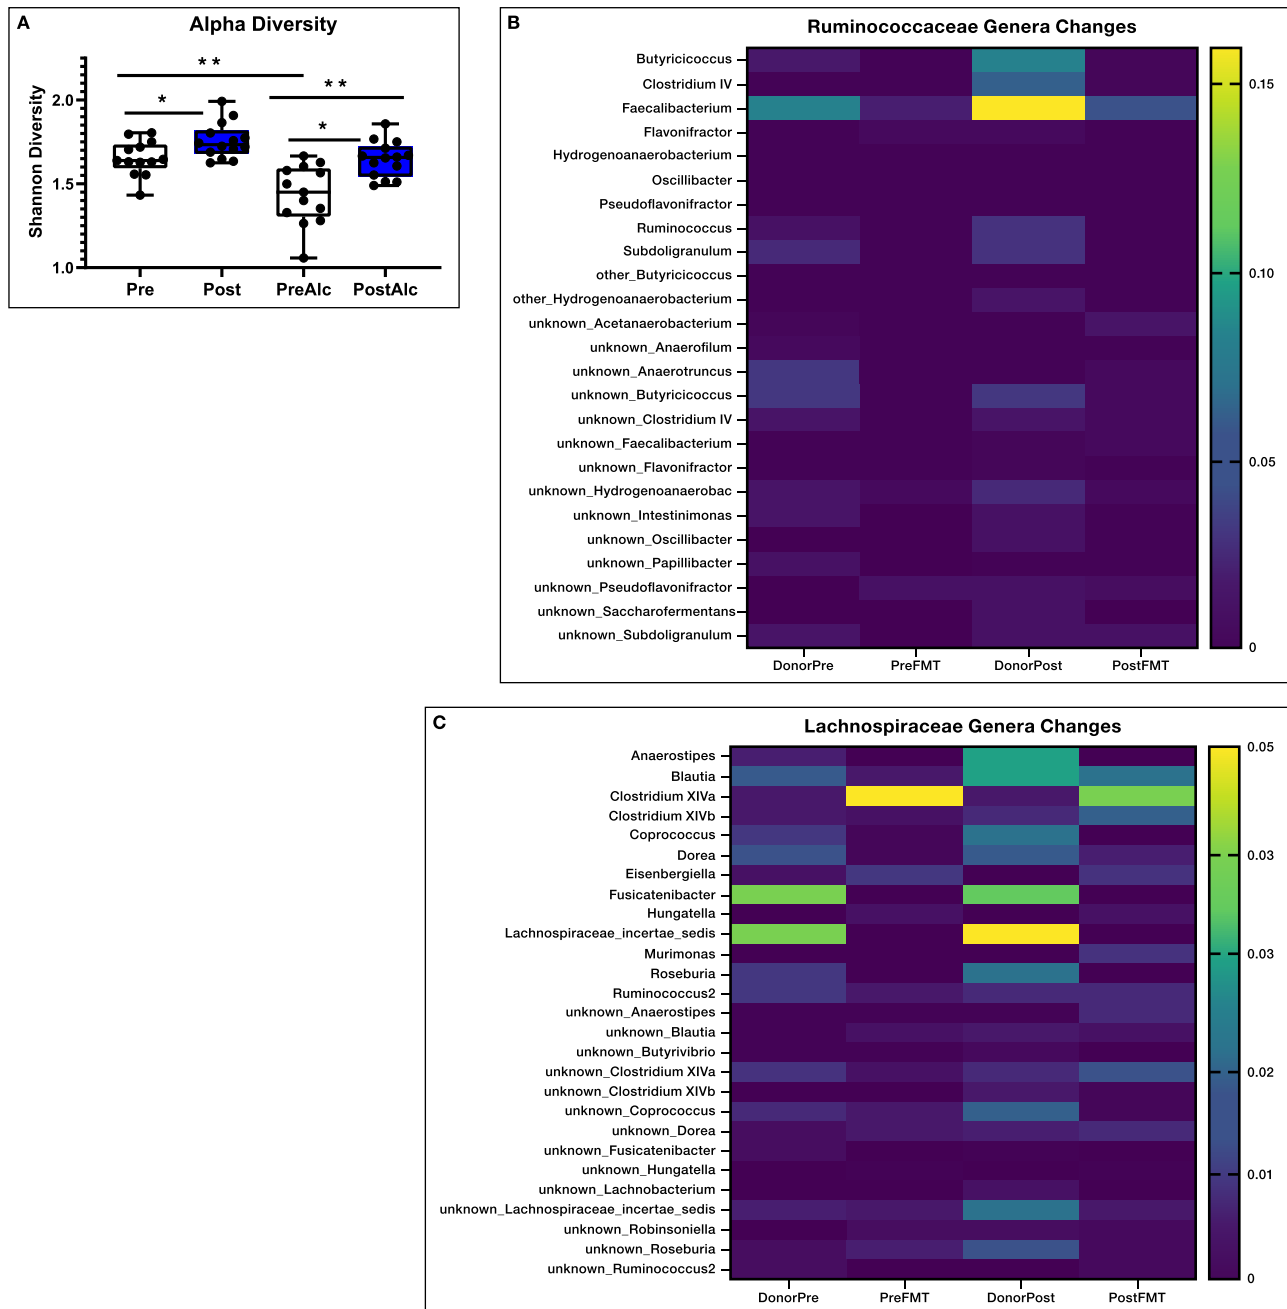 A
Alpha Diversity
Shannon Diversity
2.0
1.5
1.0
* *
*
* *
*
Pre
Post
PreAlc
PostAlc
B
Ruminococcaceae Genera Changes
Butyricicoccus
Clostridium IV
Faecalibacterium
Flavonifractor
Hydrogenoanaerobacterium
Oscillibacter
Pseudoflavonifractor
Ruminococcus
Subdoligranulum
other_Butyricicoccus
other_Hydrogenoanaerobacterium
unknown_Acetanaerobacterium
unknown_Anaerofilum
unknown_Anaerotruncus
unknown_Butyricicoccus
unknown_Clostridium IV
unknown_Faecalibacterium
unknown_Flavonifractor
unknown_Hydrogenoanaerobac
unknown_Intestinimonas
unknown_Oscillibacter
unknown_Papillibacter
unknown_Pseudoflavonifractor
unknown_Saccharofermentans
unknown_Subdoligranulum
DonorPre
PreFMT
DonorPost
PostFMT
0.15
0.10
0.05
0
C
Lachnospiraceae Genera Changes
Anaerostipes
Blautia
Clostridium XIVa
Clostridium XIVb
Coprococcus
Dorea
Eisenbergiella
Fusicatenibacter
Hungatella
Lachnospiraceae_incertae_sedis
Murimonas
Roseburia
Ruminococcus2
unknown_Anaerostipes
unknown_Blautia
unknown_Butyrivibrio
unknown_Clostridium XIVa
unknown_Clostridium XIVb
unknown_Coprococcus
unknown_Dorea
unknown_Fusicatenibacter
unknown_Hungatella
unknown_Lachnobacterium
unknown_Lachnospiraceae_incertae_sedis
unknown_Robinsoniella
unknown_Roseburia
unknown_Ruminococcus2
DonorPre
PreFMT
DonorPost
PostFMT
0.05
0.03
0.03
0.02
0.01
0